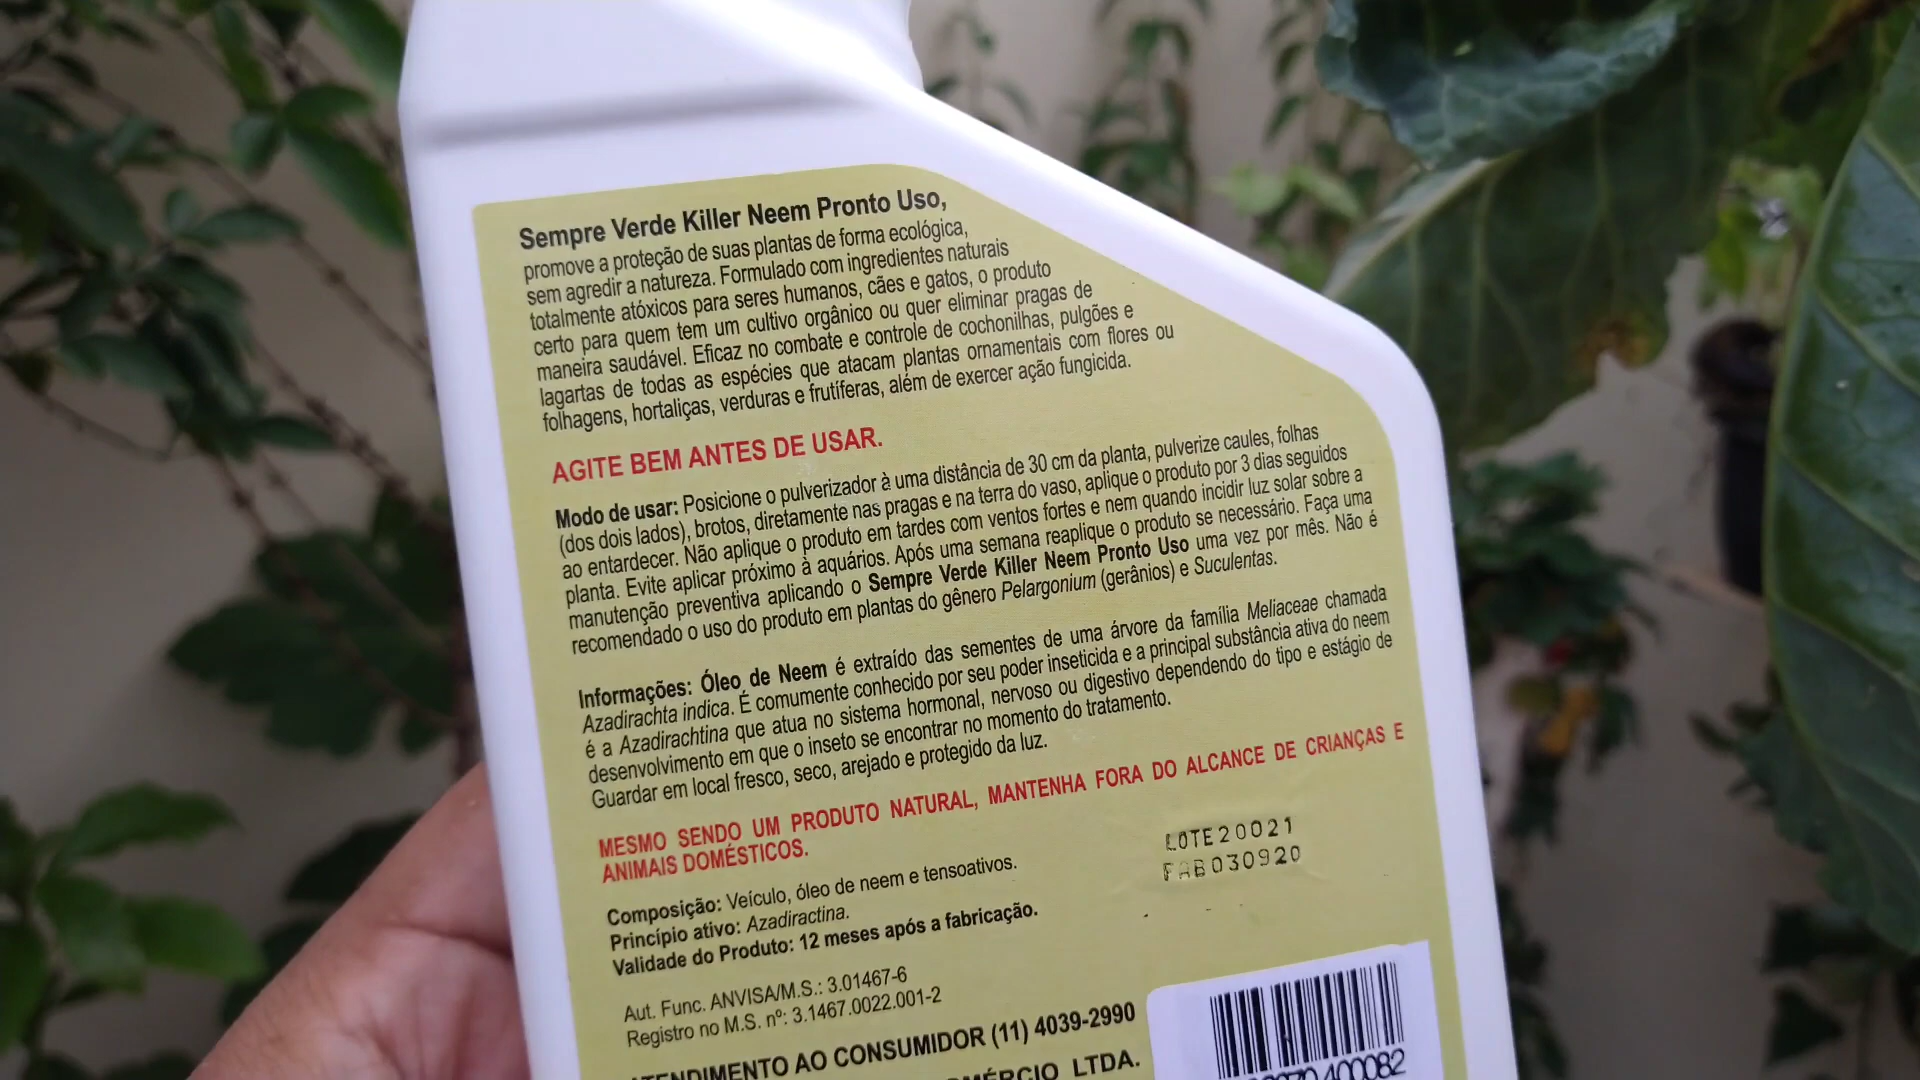 Sempre Verde Killer Neem Pronto Uso,
promove a proteção de suas plantas de forma ecológica,
sem agredir a natureza. Formulado com ingredientes naturais
totalmente atóxicos para seres humanos, cães e gatos, o produto
certo para quem tem um cultivo orgânico ou quer eliminar pragas de
maneira saudável. Eficaz no combate e controle de cochonilhas, pulgões e
lagartas de todas as espécies que atacam plantas ornamentais com flores ou
folhagens, hortaliças, verduras e frutíferas, além de exercer ação fungicida.
AGITE BEM ANTES DE USAR.
Modo de usar: Posicione o pulverizador à uma distância de 30 cm da planta, pulverize caules, folhas
(dos dois lados), brotos, diretamente nas pragas e na terra do vaso, aplique o produto por 3 dias seguidos
ao entardecer. Não aplique o produto em tardes com ventos fortes e nem quando incidir luz solar sobre a
planta. Evite aplicar próximo à aquários. Após uma semana reaplique o produto se necessário. Faça uma
manutenção preventiva aplicando o Sempre Verde Killer Neem Pronto Uso uma vez por mês. Não é
recomendado o uso do produto em plantas do gênero Pelargonium (gerânios) e Suculentas.
Informações: Óleo de Neem é extraído das sementes de uma árvore da família Meliaceae chamada
Azadirachta indica. É comumente conhecido por seu poder inseticida e a principal substância ativa do neem
é a Azadirachtina que atua no sistema hormonal, nervoso ou digestivo dependendo do tipo e estágio de
desenvolvimento em que o inseto se encontrar no momento do tratamento.
Guardar em local fresco, seco, arejado e protegido da luz.
MESMO SENDO UM PRODUTO NATURAL, MANTENHA FORA DO ALCANCE DE CRIANÇAS E
ANIMAIS DOMÉSTICOS.
LOTE20021
FAB030920
Composição: Veículo, óleo de neem e tensoativos.
Princípio ativo: Azadiractina.
Validade do Produto: 12 meses após a fabricação.
Aut. Func. ANVISA/M.S.: 3.01467-6
Registro no M.S. nº: 3.1467.0022.001-2
ATENDIMENTO AO CONSUMIDOR (11) 4039-2990
LTDA.